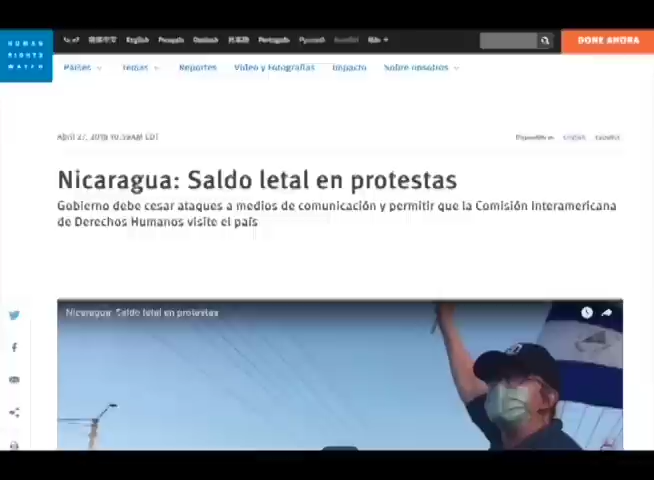 HUMAN
RIGHTS
WATCH
English
DONE AHORA
Países Temas Reportes Video y Fotografías Impacto Sobre nosotros
Nicaragua: Saldo letal en protestas
Gobierno debe cesar ataques a medios de comunicación y permitir que la Comisión Interamericana
de Derechos Humanos visite el país
Nicaragua: Saldo letal en protestas